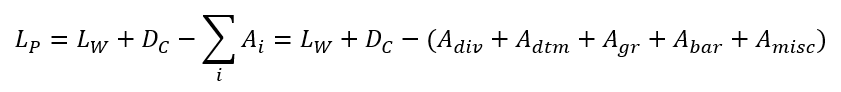 L_P = L_W + D_C − ∑_i A_i = L_W + D_C − (A_div + A_dtm + A_gr + A_bar + A_misc)